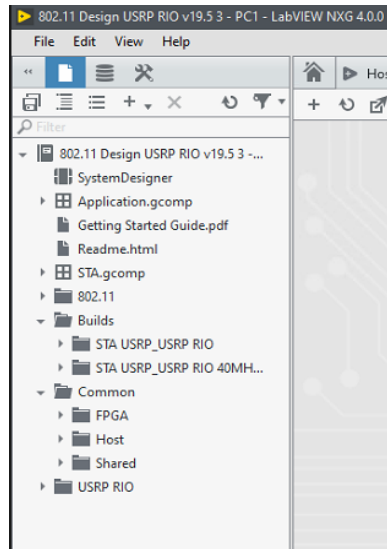 802.11 Design USRP RIO v19.5 3 - PC1 - LabVIEW NXG 4.0.0
File Edit View Help
Hos
Filter
802.11 Design USRP RIO v19.5 3 -...
SystemDesigner
Application.gcomp
Getting Started Guide.pdf
Readme.html
STA.gcomp
802.11
Builds
STA USRP_USRP RIO
STA USRP_USRP RIO 40MH...
Common
FPGA
Host
Shared
USRP RIO